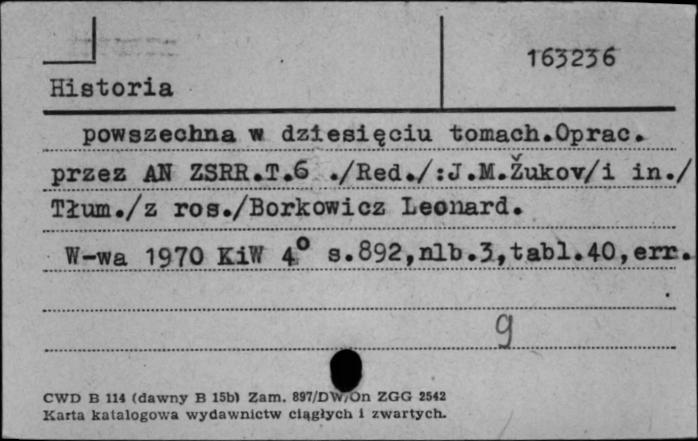 163236
Historia
powszechna w dziesięciu tomach.Oprac.
przez AN ZSRR.T.6 ./Red./:J.M.Žukov/i in./
Tłum./z ros./Borkowicz Leonard.
W-wa 1970 KiW 4° s.892,nlb.3,tabl.40,err.
g
CWD B 114 (dawny B 15b) Zam. 897/DW/On ZGG 2542
Karta katalogowa wydawnictw ciągłych i zwartych.